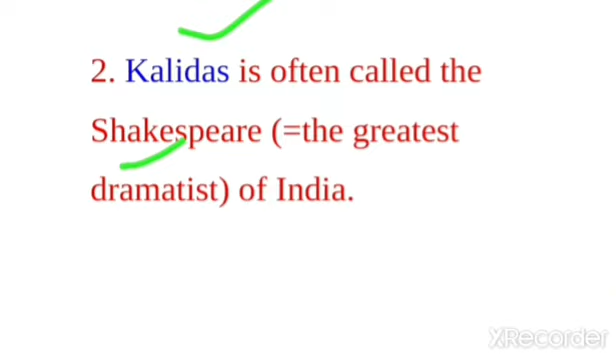 2. Kalidas is often called the
Shakespeare (=the greatest
dramatist) of India.
XRecorder